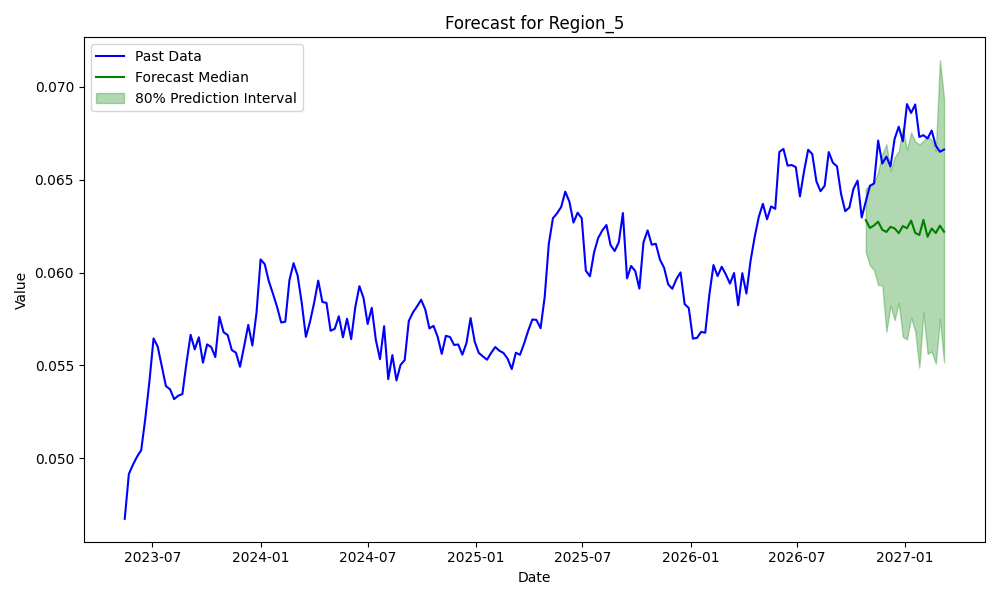 Forecast for Region_5
Past Data
Forecast Median
80% Prediction Interval
Value
0.070
0.065
0.060
0.055
0.050
2023-07
2024-01
2024-07
2025-01
2025-07
2026-01
2026-07
2027-01
Date